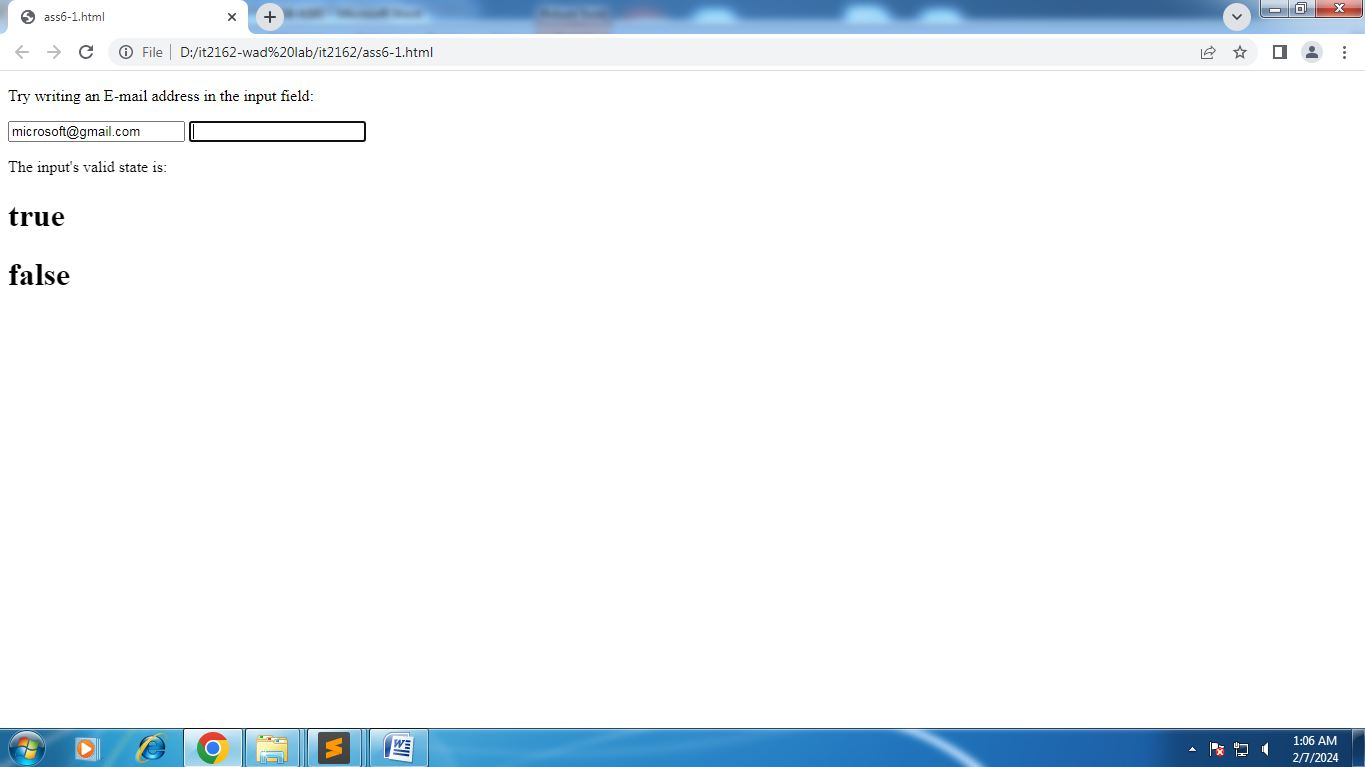 ass6-1.html
File D:/it2162-wad%20lab/it2162/ass6-1.html
Try writing an E-mail address in the input field:
microsoft@gmail.com
The input's valid state is:
true
false
1:06 AM
2/7/2024